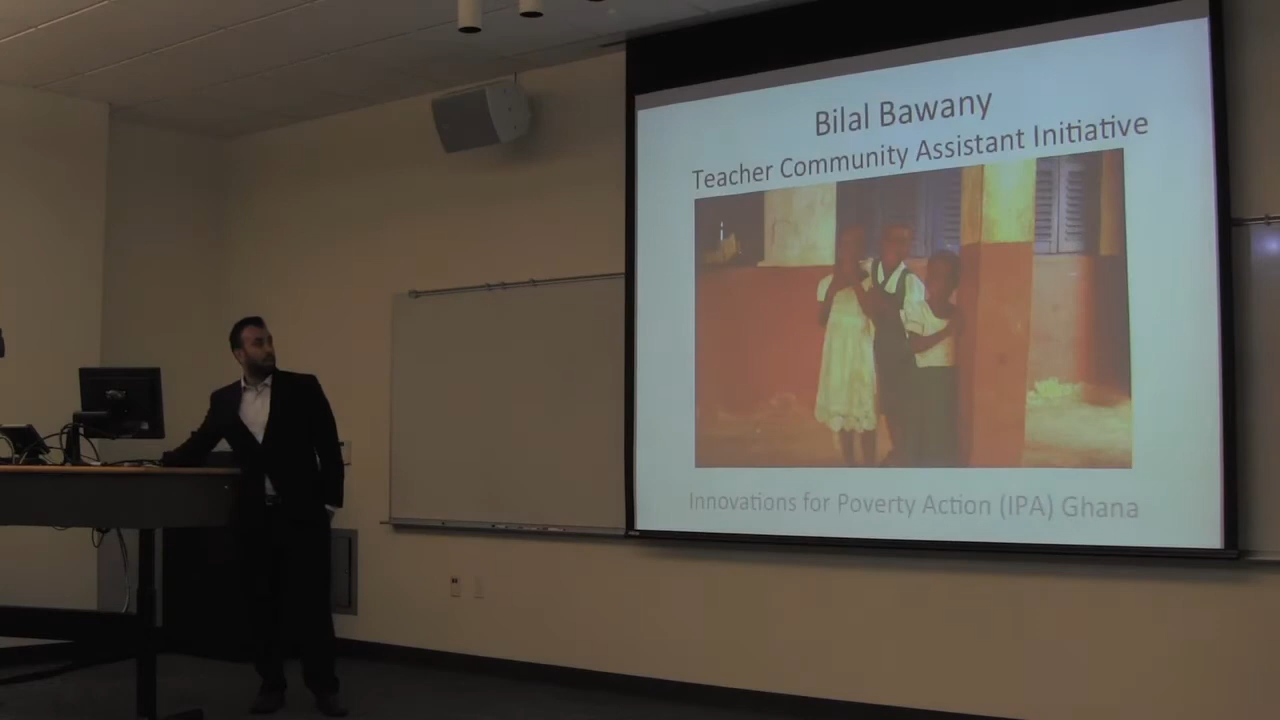 Bilal Bawany
Teacher Community Assistant Initiative
Innovations for Poverty Action (IPA) Ghana